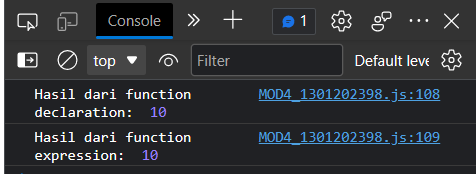 Console
1
top
Filter
Default leve
Hasil dari function MOD4_1301202398.js:108
declaration: 10
Hasil dari function MOD4_1301202398.js:109
expression: 10